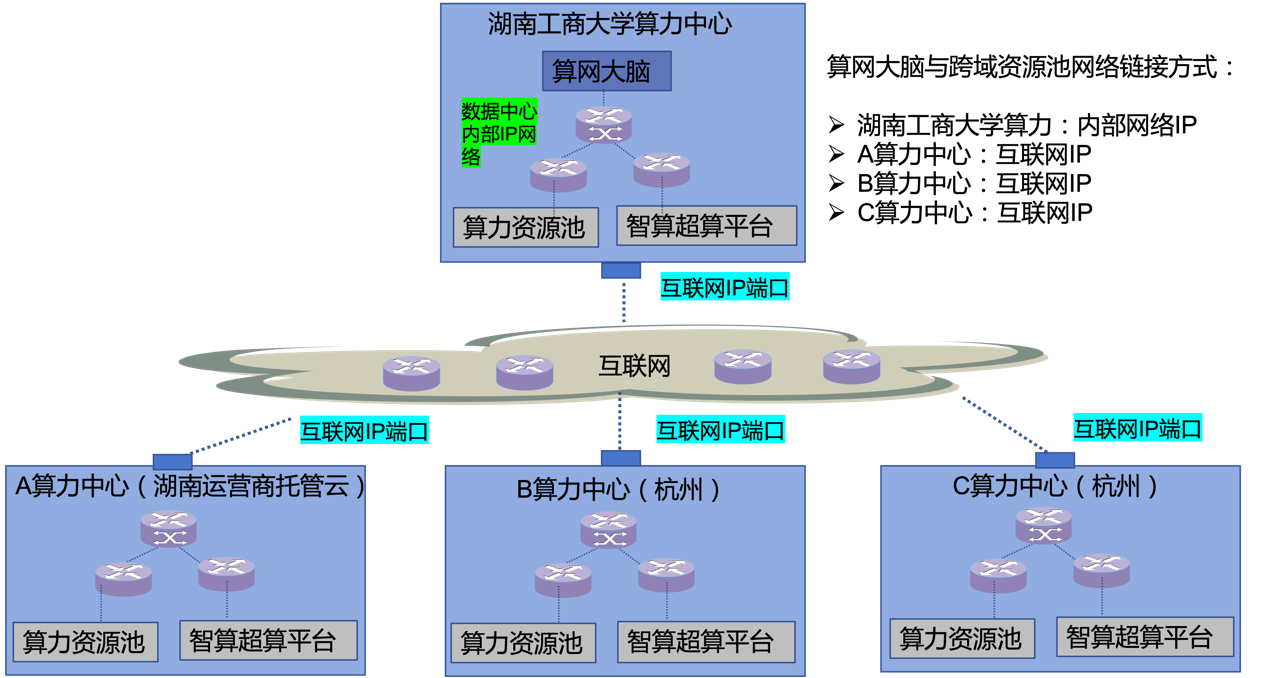 湖南工商大学算力中心
算网大脑
数据中心
内部IP网
络
算力资源池
智算超算平台
算网大脑与跨域资源池网络链接方式：
➢ 湖南工商大学算力：内部网络IP
➢ A算力中心：互联网IP
➢ B算力中心：互联网IP
➢ C算力中心：互联网IP
互联网IP端口
互联网
互联网IP端口
互联网IP端口
互联网IP端口
A算力中心（湖南运营商托管云）
算力资源池
智算超算平台
B算力中心（杭州）
算力资源池
智算超算平台
C算力中心（杭州）
算力资源池
智算超算平台